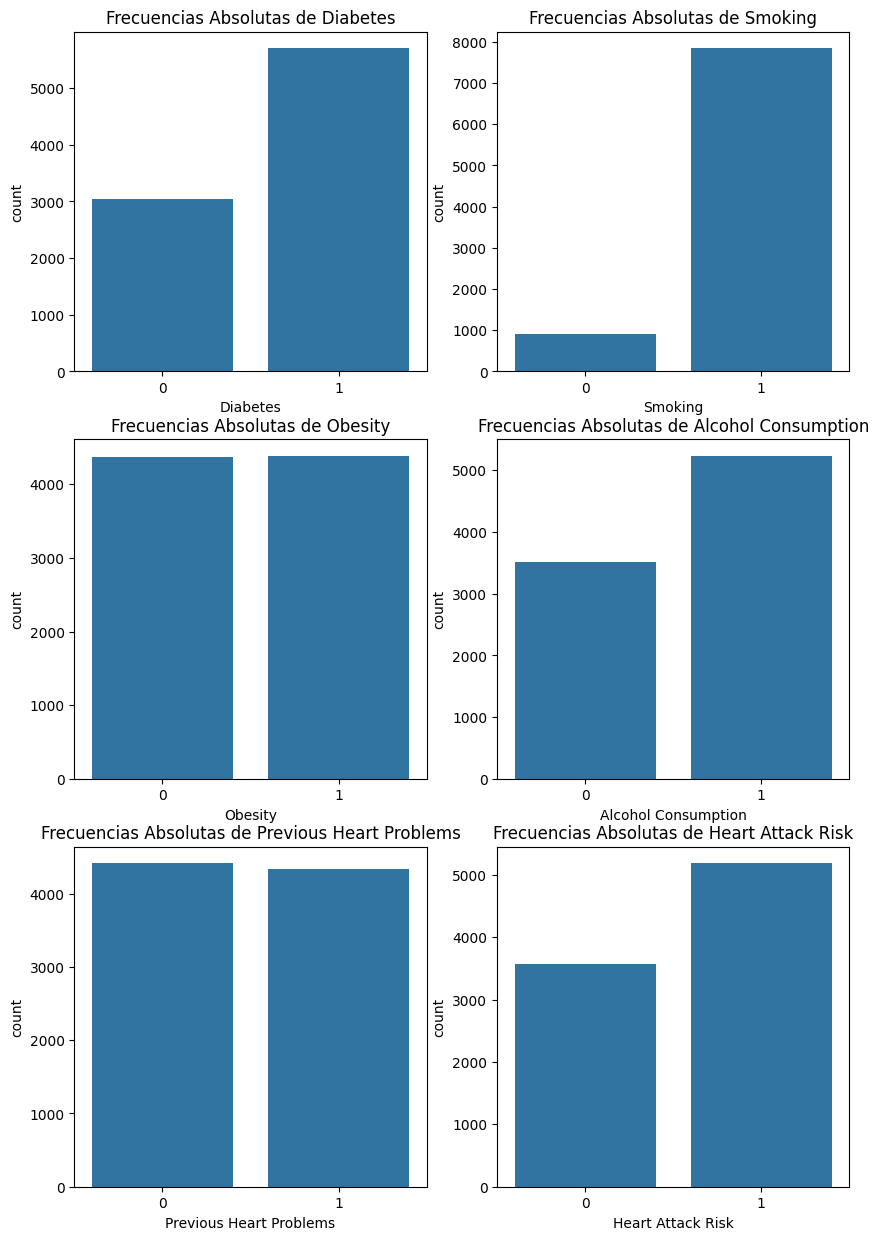 Frecuencias Absolutas de Diabetes
5000
4000
3000
2000
1000
0
count
0 1
Diabetes
Frecuencias Absolutas de Smoking
8000
7000
6000
5000
4000
3000
2000
1000
0
count
0 1
Smoking
Frecuencias Absolutas de Obesity
4000
3000
2000
1000
0
count
0 1
Obesity
Frecuencias Absolutas de Alcohol Consumption
5000
4000
3000
2000
1000
0
count
0 1
Alcohol Consumption
Frecuencias Absolutas de Previous Heart Problems
4000
3000
2000
1000
0
count
0 1
Previous Heart Problems
Frecuencias Absolutas de Heart Attack Risk
5000
4000
3000
2000
1000
0
count
0 1
Heart Attack Risk